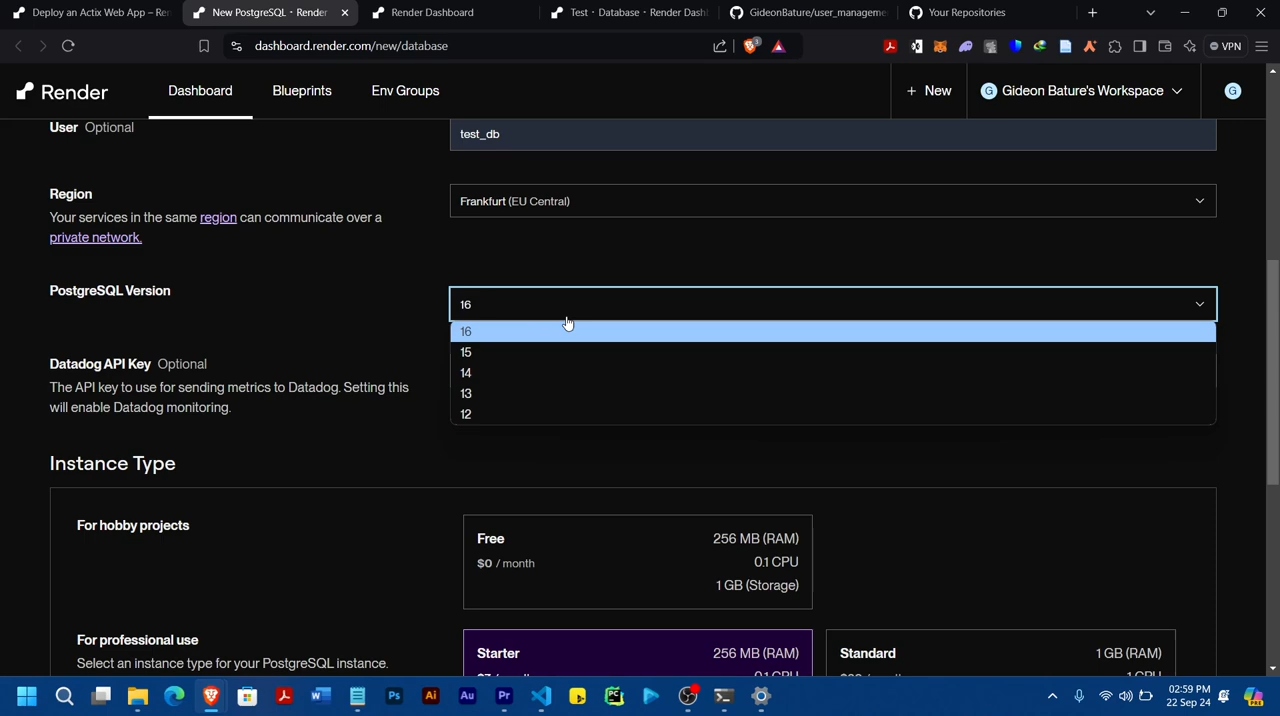 Deploy an Actix Web App – Ren
New PostgreSQL · Render
Render Dashboard
Test · Database · Render Dashb
GideonBature/user_manageme
Your Repositories
dashboard.render.com/new/database
3
VPN
Render
Dashboard
Blueprints
Env Groups
+ New
G Gideon Bature's Workspace
G
User Optional
test_db
Region
Frankfurt (EU Central)
Your services in the same region can communicate over a
private network.
PostgreSQL Version
16
16
15
14
13
12
Datadog API Key Optional
The API key to use for sending metrics to Datadog. Setting this
will enable Datadog monitoring.
Instance Type
For hobby projects
Free
256 MB (RAM)
$0 / month
0.1 CPU
1 GB (Storage)
For professional use
Select an instance type for your PostgreSQL instance.
Starter
256 MB (RAM)
Standard
1 GB (RAM)
02:59 PM
22 Sep 24